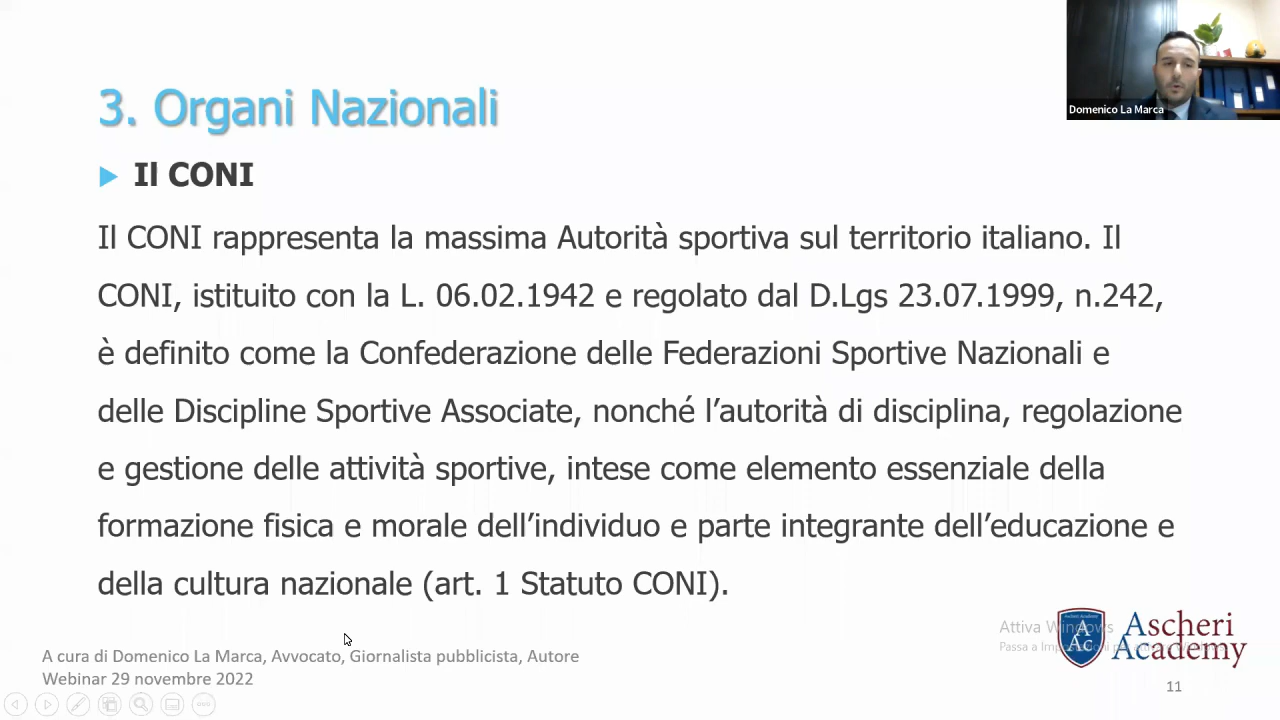 Domenico La Marca
3. Organi Nazionali
Il CONI
Il CONI rappresenta la massima Autorità sportiva sul territorio italiano. Il
CONI, istituito con la L. 06.02.1942 e regolato dal D.Lgs 23.07.1999, n.242,
è definito come la Confederazione delle Federazioni Sportive Nazionali e
delle Discipline Sportive Associate, nonché l’autorità di disciplina, regolazione
e gestione delle attività sportive, intese come elemento essenziale della
formazione fisica e morale dell’individuo e parte integrante dell’educazione e
della cultura nazionale (art. 1 Statuto CONI).
Attiva Windows
Passa a
A
Ac
Ascheri
Academy
A cura di Domenico La Marca, Avvocato, Giornalista pubblicista, Autore
Webinar 29 novembre 2022
11